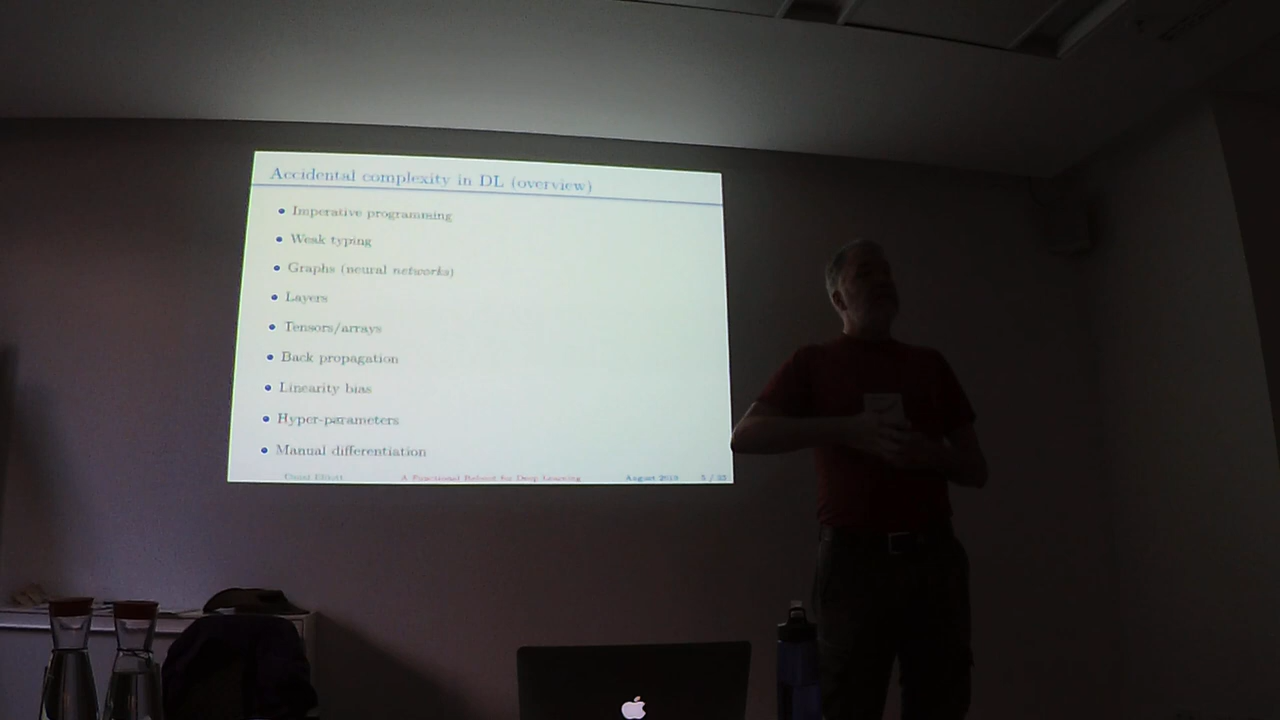 Accidental complexity in DL (overview)
Imperative programming
Weak typing
Graphs (neural networks)
Layers
Tensors/arrays
Back propagation
Linearity bias
Hyper-parameters
Manual differentiation
Conal Elliott A Functional Reboot for Deep Learning August 2019 5 / 23